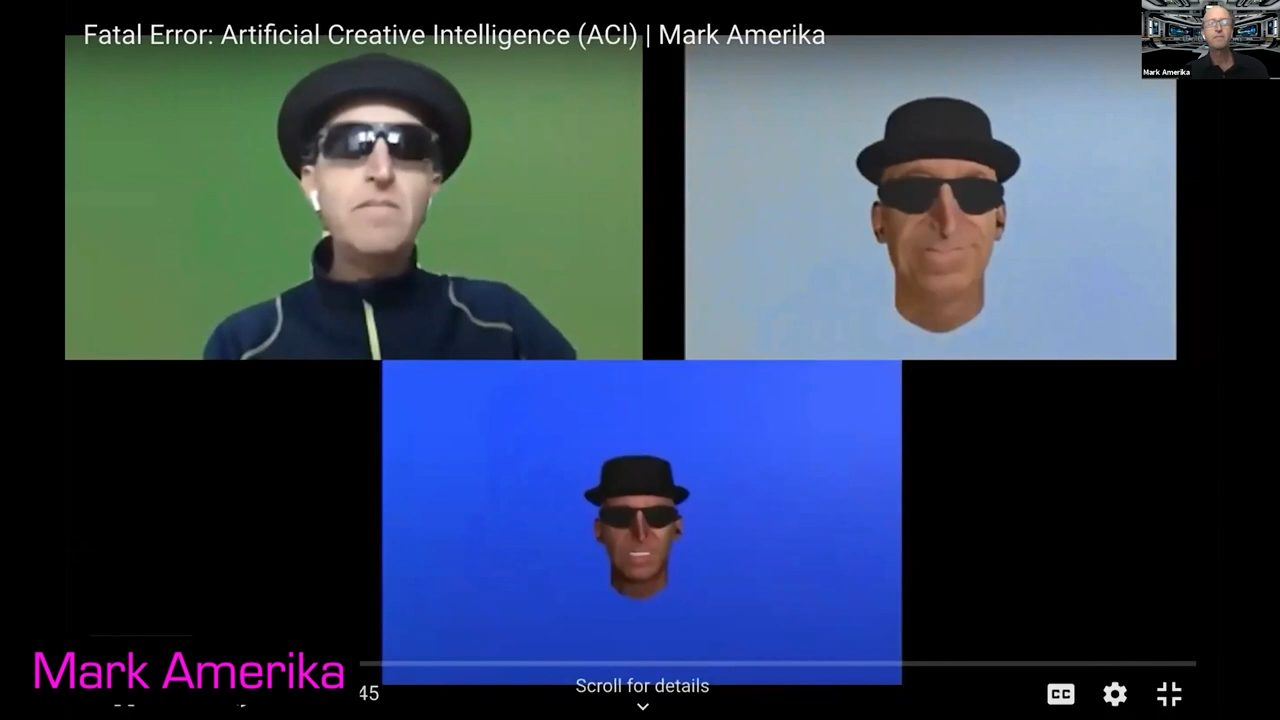 Fatal Error: Artificial Creative Intelligence (ACI) | Mark Amerika
Mark Amerika
Mark Amerika
45
Scroll for details
CC